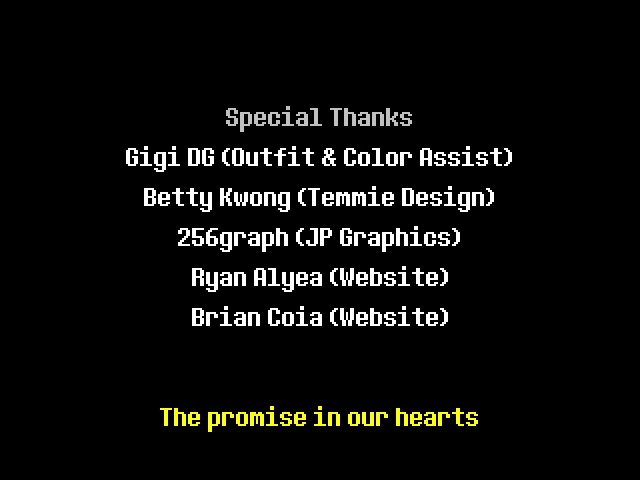 Special Thanks
Gigi DG (Outfit & Color Assist)
Betty Kwong (Temmie Design)
256graph (JP Graphics)
Ryan Alyea (Website)
Brian Coia (Website)
The promise in our hearts